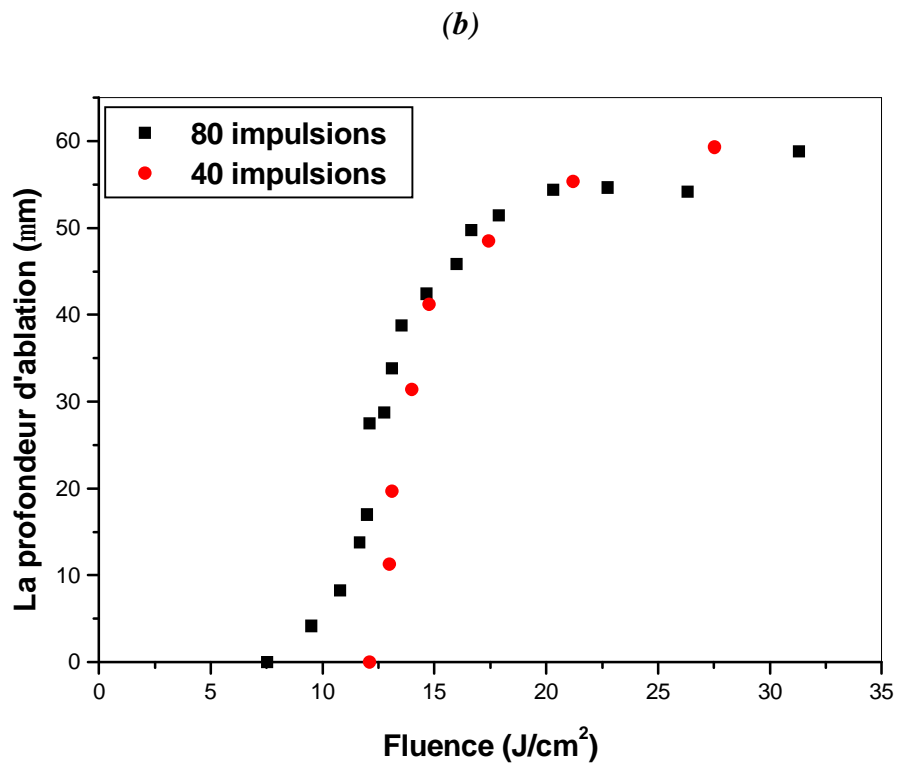 (b)
80 impulsions
40 impulsions
La profondeur d'ablation (mm)
60
50
40
30
20
10
0
0 5 10 15 20 25 30 35
Fluence (J/cm²)